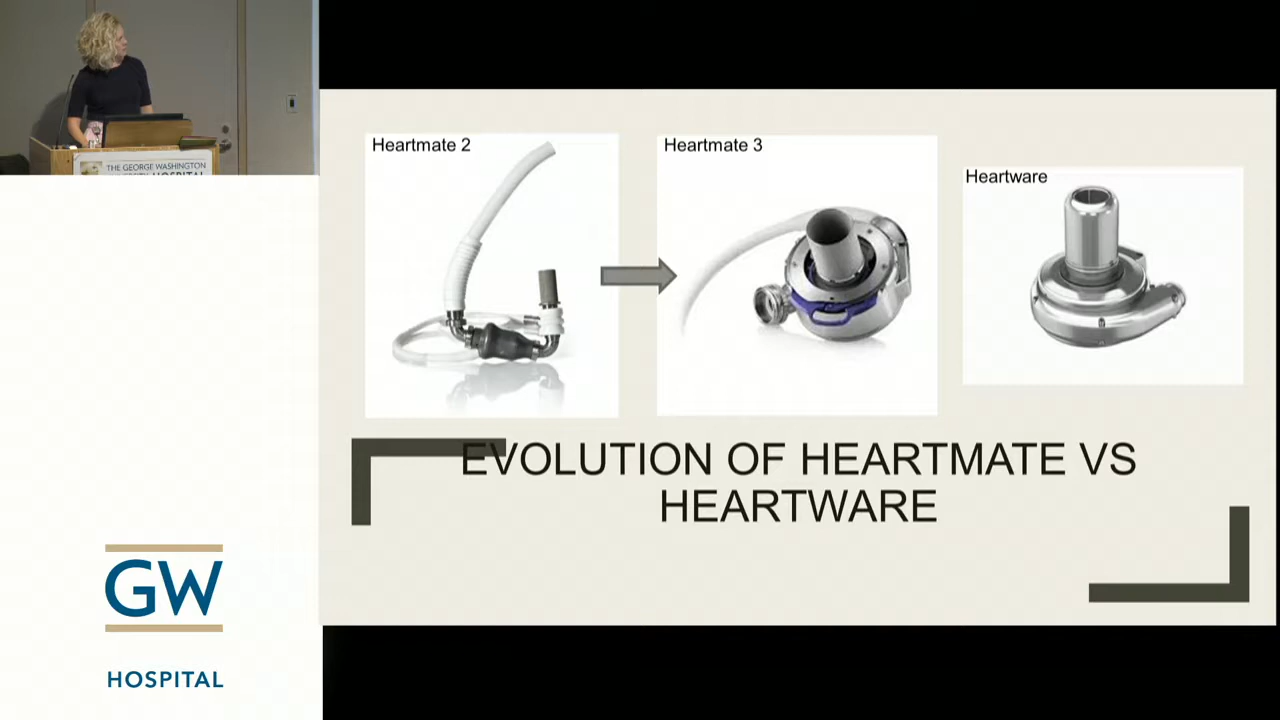 THE GEORGE WASHINGTON
HOSPITAL
Heartmate 2
Heartmate 3
Heartware
EVOLUTION OF HEARTMATE VS
HEARTWARE
GW
HOSPITAL